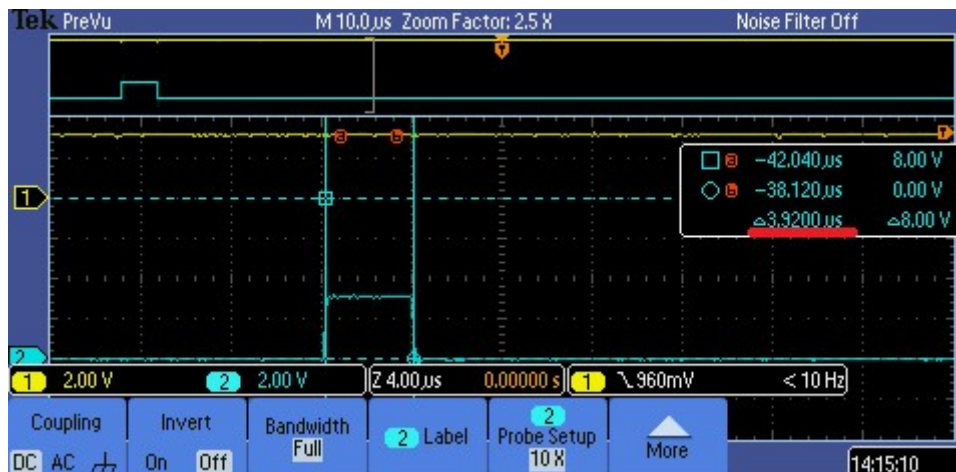 Tek PreVu M 10.0µs Zoom Factor: 2.5 X Noise Filter Off
T
a b T
a −42.040µs 8.00 V
b −38.120µs 0.00 V
△3.9200µs △8.00 V
1
2
1 2.00 V 2 2.00 V Z 4.00µs 0.00000 s 1 960mV < 10 Hz
Coupling Invert Bandwidth 2 Label 2 More
Full Probe Setup
DC AC On Off 10 X
14:15:10